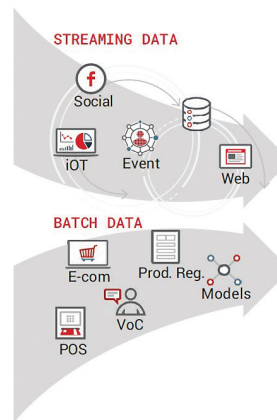 STREAMING DATA
f
Social
iOT
Event
Web
BATCH DATA
E-com
Prod. Reg.
Models
VoC
POS